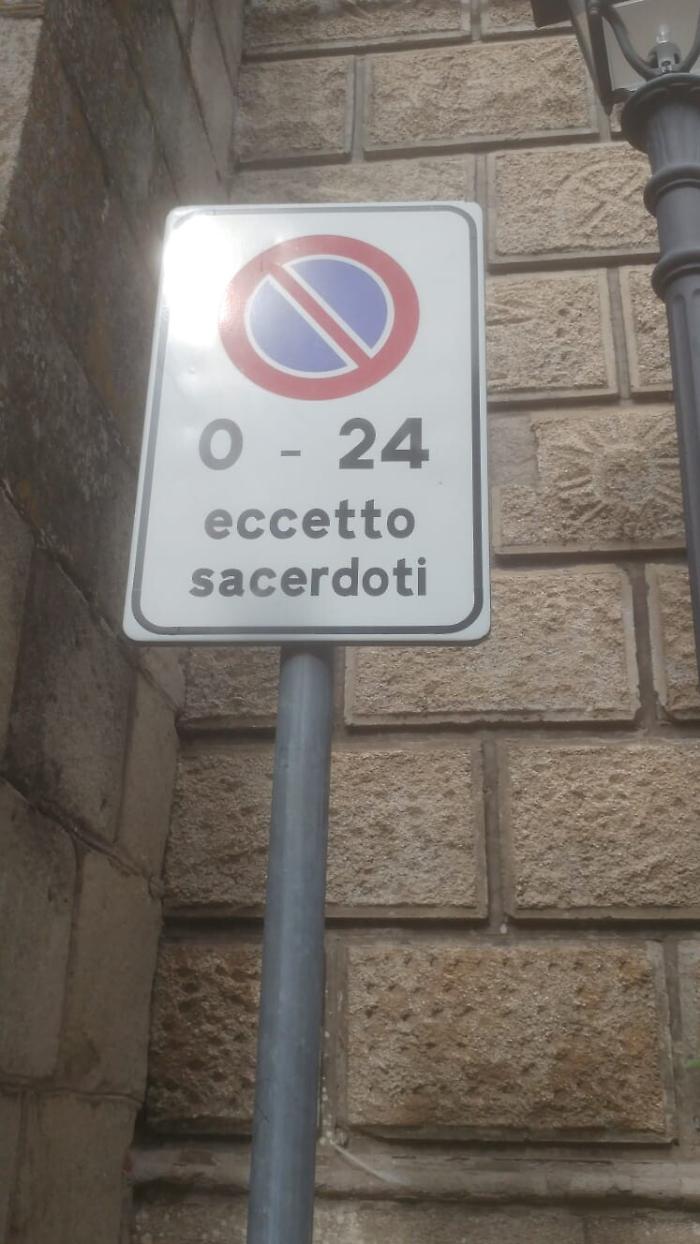 0 - 24
eccetto
sacerdoti